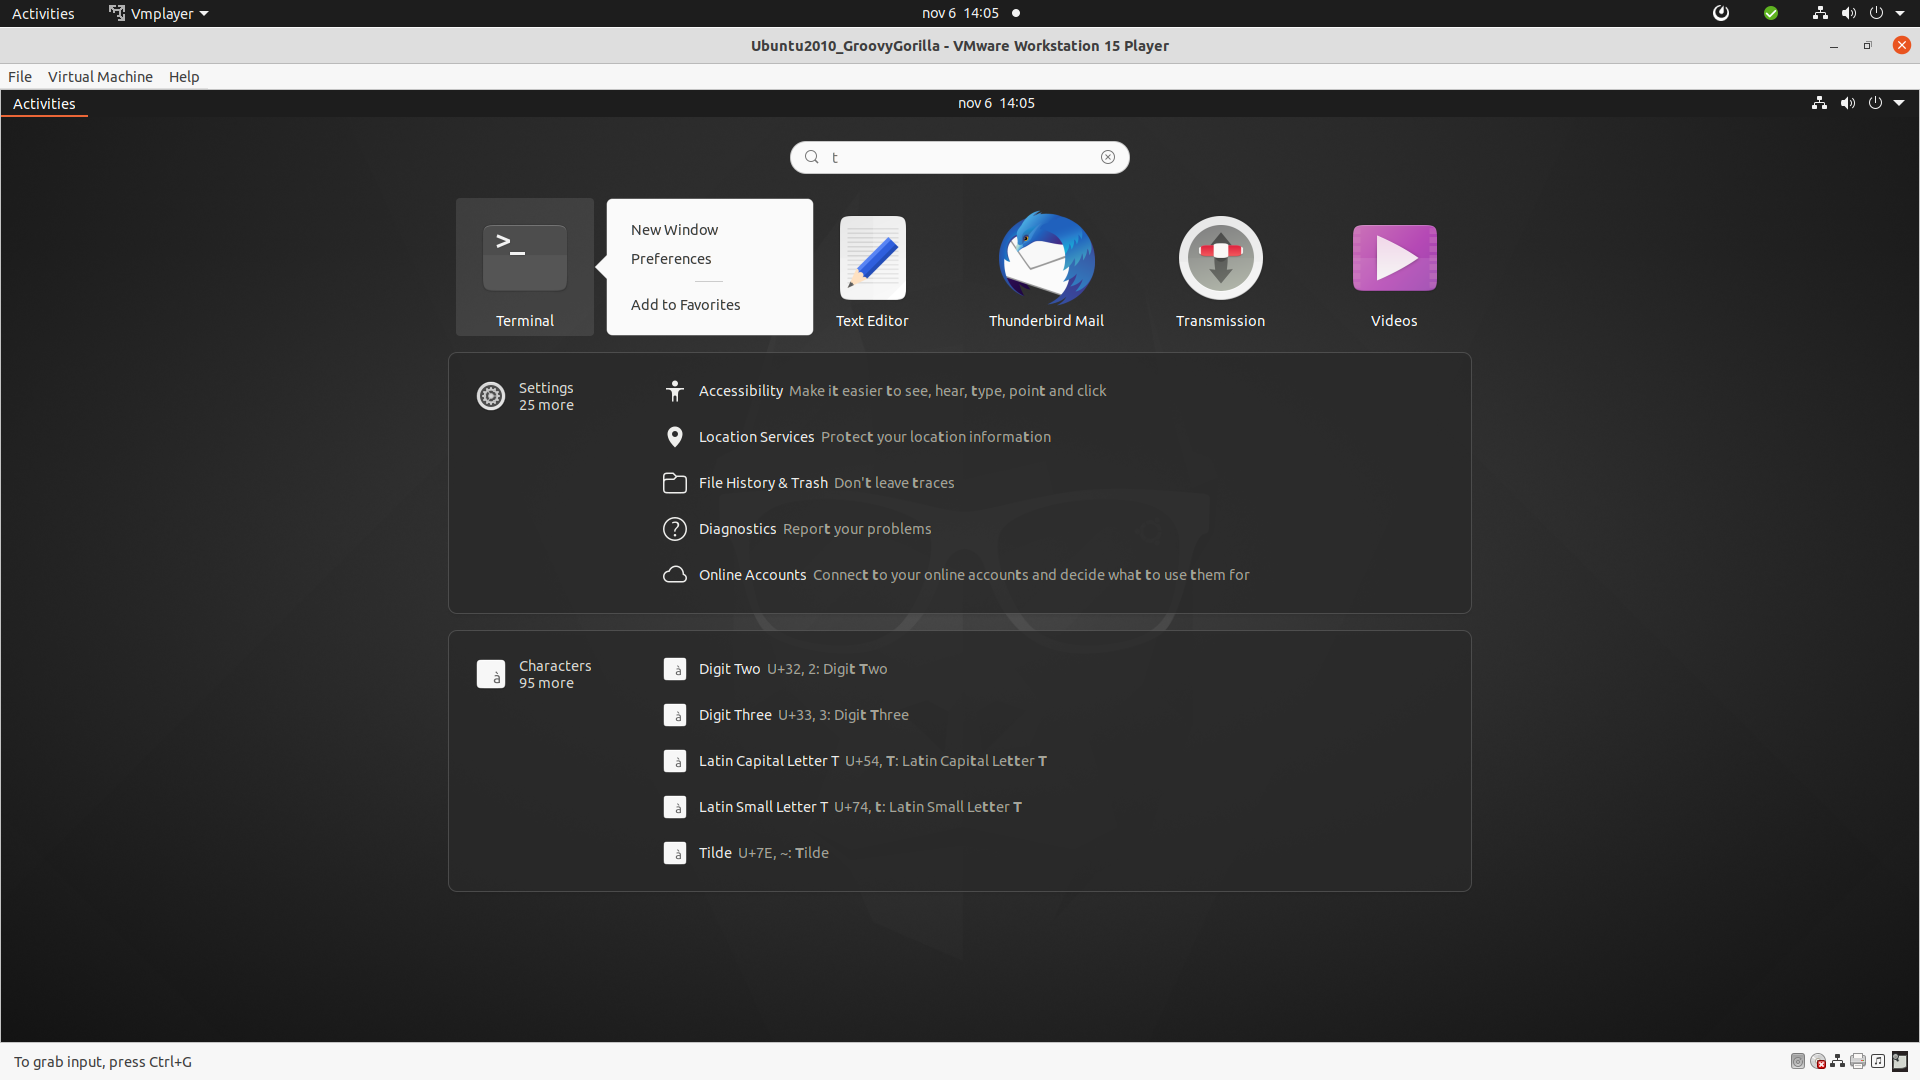 Activities Vmplayer nov 6 14:05
Ubuntu2010_GroovyGorilla - VMware Workstation 15 Player
File Virtual Machine Help
Activities nov 6 14:05
t
>_
New Window
Preferences
Add to Favorites
Terminal Text Editor Thunderbird Mail Transmission Videos
Settings
25 more
Accessibility Make it easier to see, hear, type, point and click
Location Services Protect your location information
File History & Trash Don't leave traces
Diagnostics Report your problems
Online Accounts Connect to your online accounts and decide what to use them for
à Characters
95 more
à Digit Two U+32, 2: Digit Two
à Digit Three U+33, 3: Digit Three
à Latin Capital Letter T U+54, T: Latin Capital Letter T
à Latin Small Letter T U+74, t: Latin Small Letter T
à Tilde U+7E, ~: Tilde
To grab input, press Ctrl+G